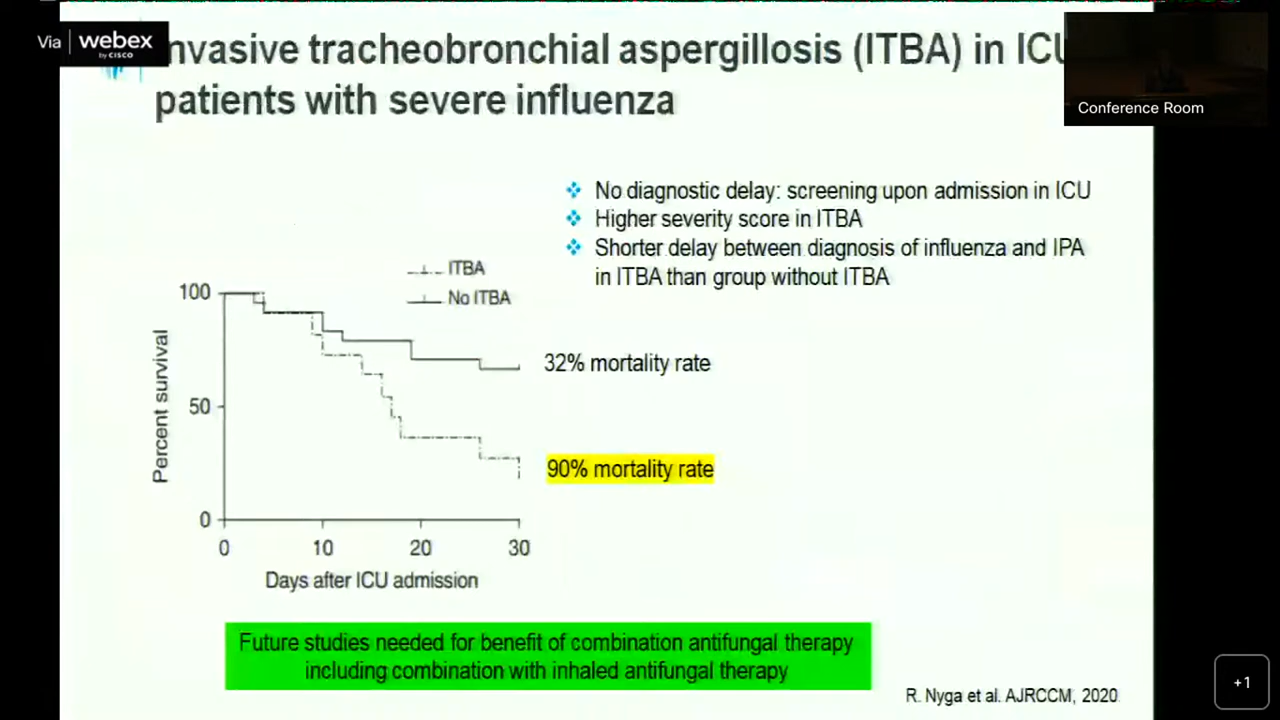 Via webex
by CISCO
nvasive tracheobronchial aspergillosis (ITBA) in ICU
patients with severe influenza
Conference Room
No diagnostic delay: screening upon admission in ICU
Higher severity score in ITBA
Shorter delay between diagnosis of influenza and IPA
in ITBA than group without ITBA
ITBA
No ITBA
100
50
0
Percent survival
0 10 20 30
Days after ICU admission
32% mortality rate
90% mortality rate
Future studies needed for benefit of combination antifungal therapy
including combination with inhaled antifungal therapy
R. Nyga et al. AJRCCM, 2020
+1